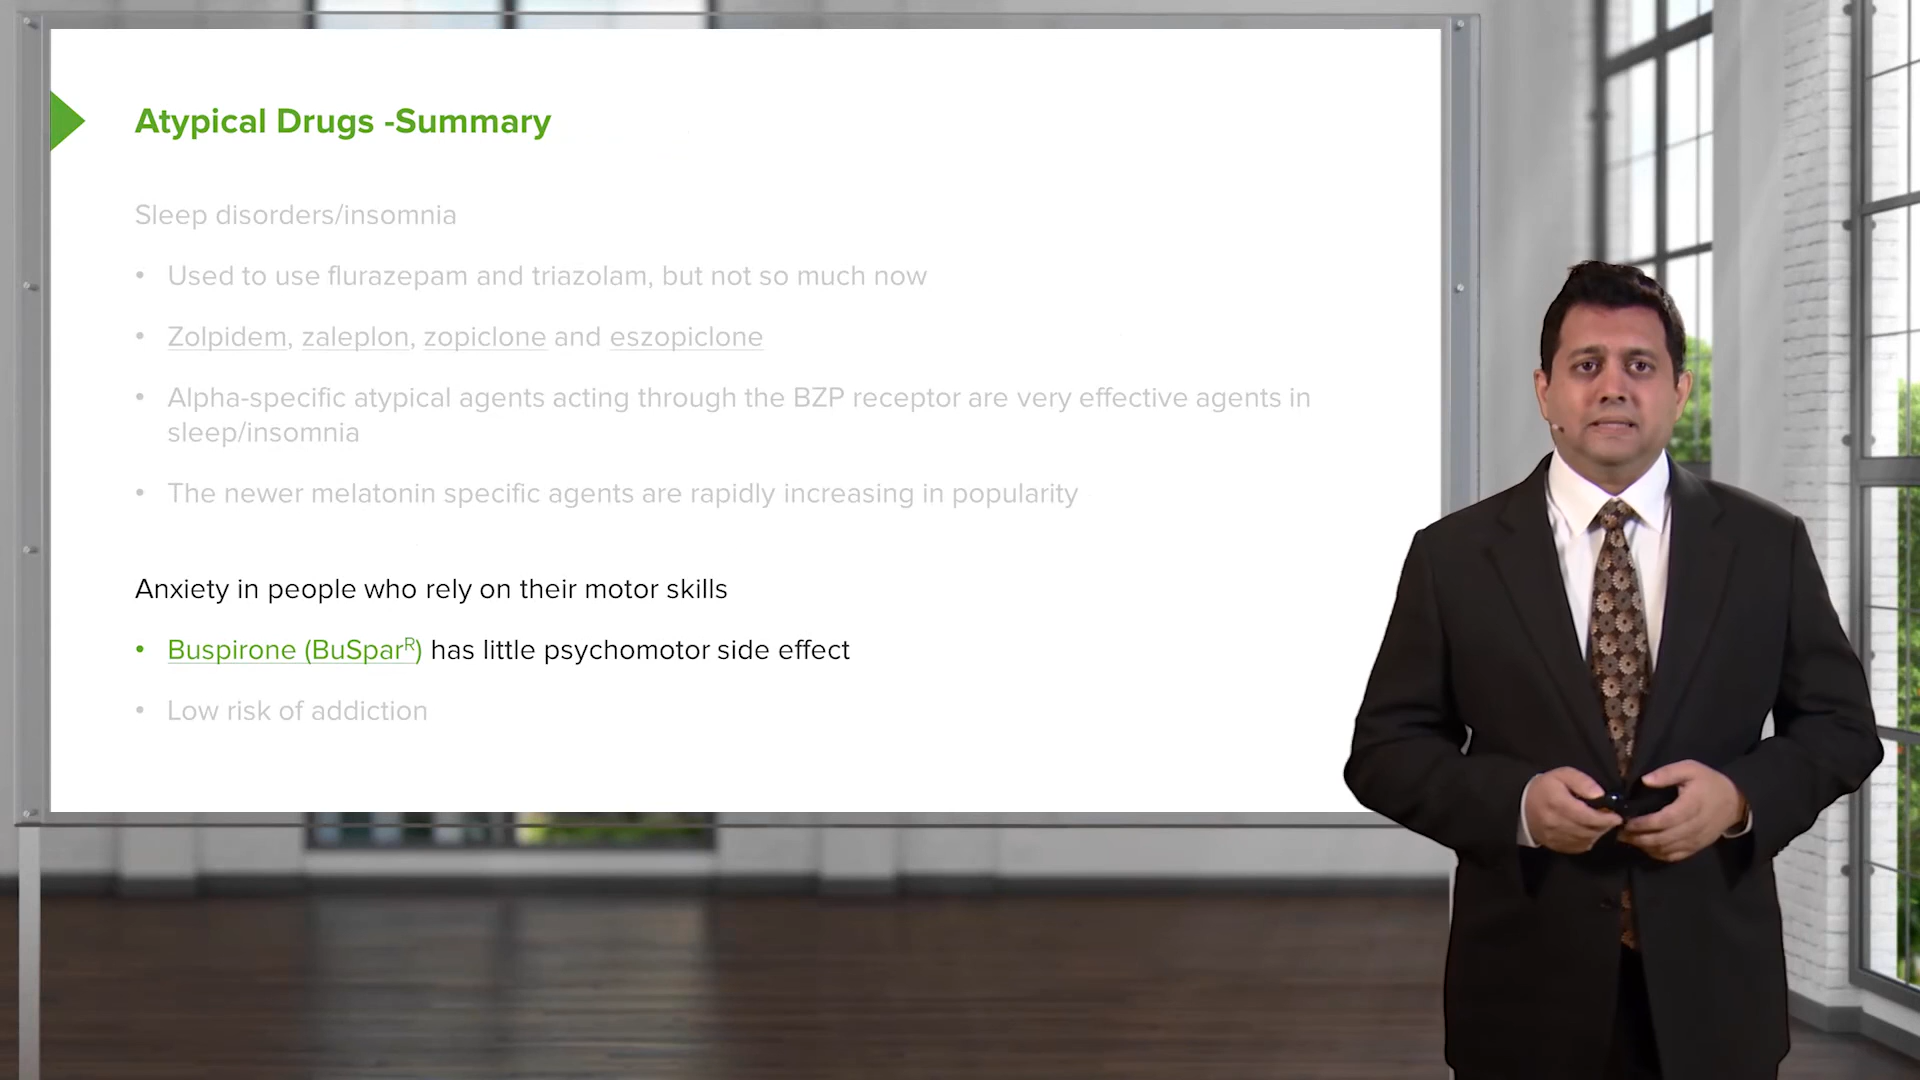 Atypical Drugs -Summary
Sleep disorders/insomnia
• Used to use flurazepam and triazolam, but not so much now
• Zolpidem, zaleplon, zopiclone and eszopiclone
• Alpha-specific atypical agents acting through the BZP receptor are very effective agents in
sleep/insomnia
• The newer melatonin specific agents are rapidly increasing in popularity
Anxiety in people who rely on their motor skills
• Buspirone (BuSparᴿ) has little psychomotor side effect
• Low risk of addiction